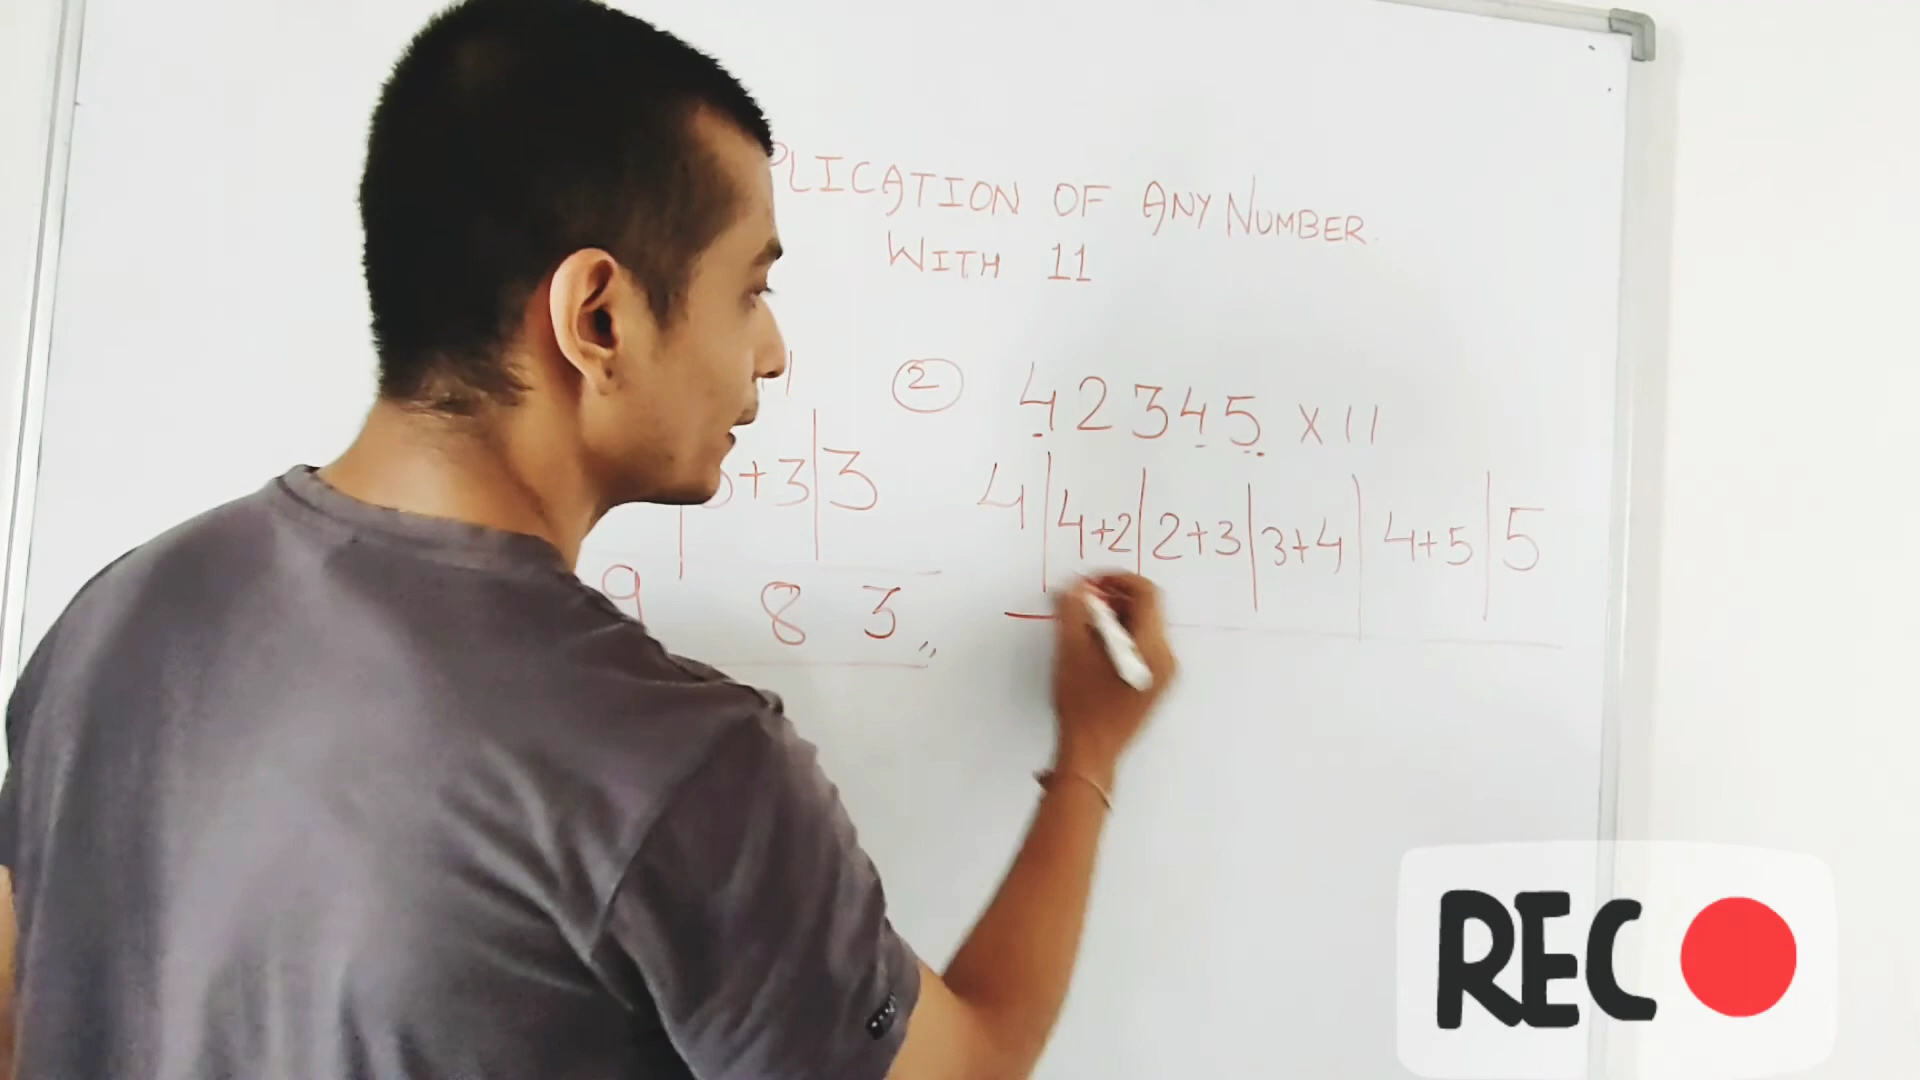 PLICATION OF ANY NUMBER.
WITH 11
② 42345 X 11
+3|3
4|4+2|2+3|3+4|4+5|5
9 8 3
REC